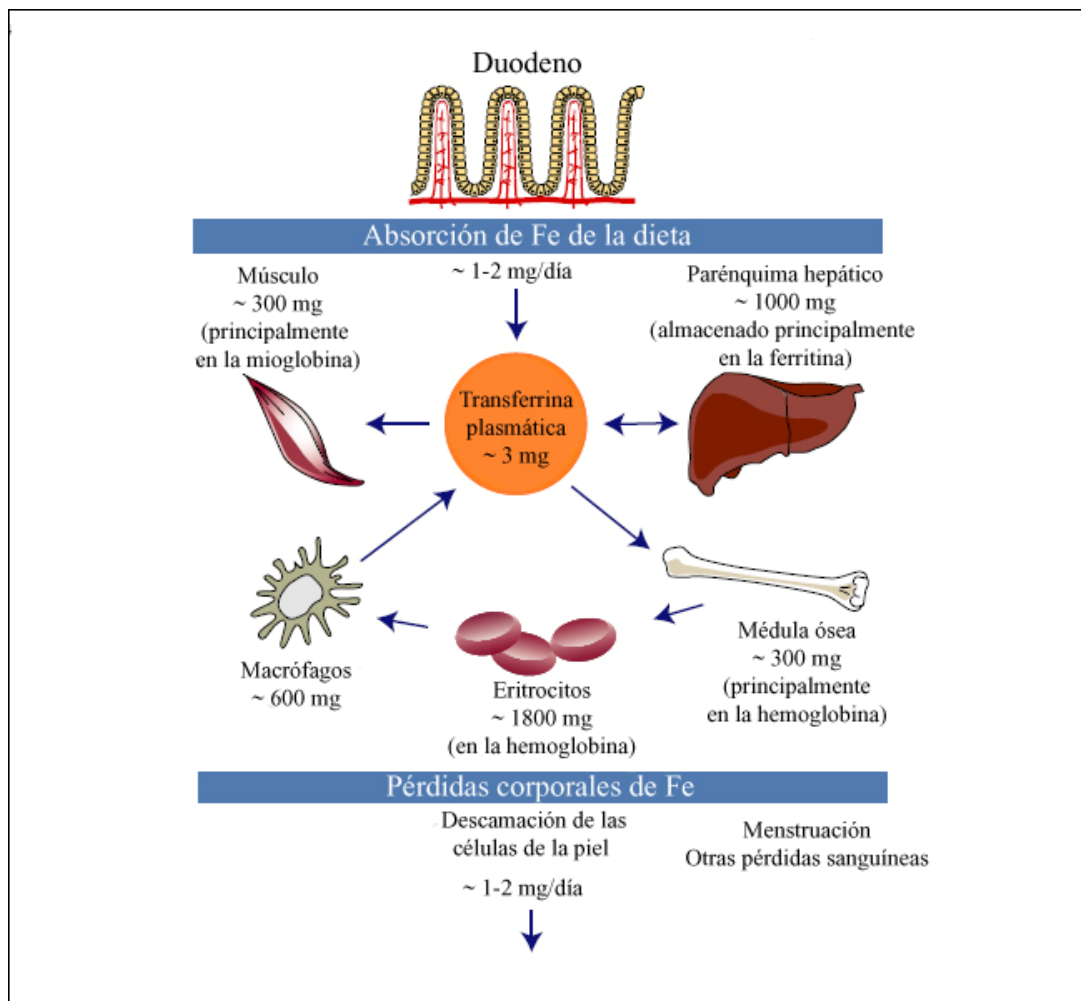 Duodeno
Absorción de Fe de la dieta
~ 1-2 mg/día
Músculo
~ 300 mg
(principalmente
en la mioglobina)
Parénquima hepático
~ 1000 mg
(almacenado principalmente
en la ferritina)
Transferrina
plasmática
~ 3 mg
Macrófagos
~ 600 mg
Eritrocitos
~ 1800 mg
(en la hemoglobina)
Médula ósea
~ 300 mg
(principalmente
en la hemoglobina)
Pérdidas corporales de Fe
Descamación de las
células de la piel
~ 1-2 mg/día
Menstruación
Otras pérdidas sanguíneas